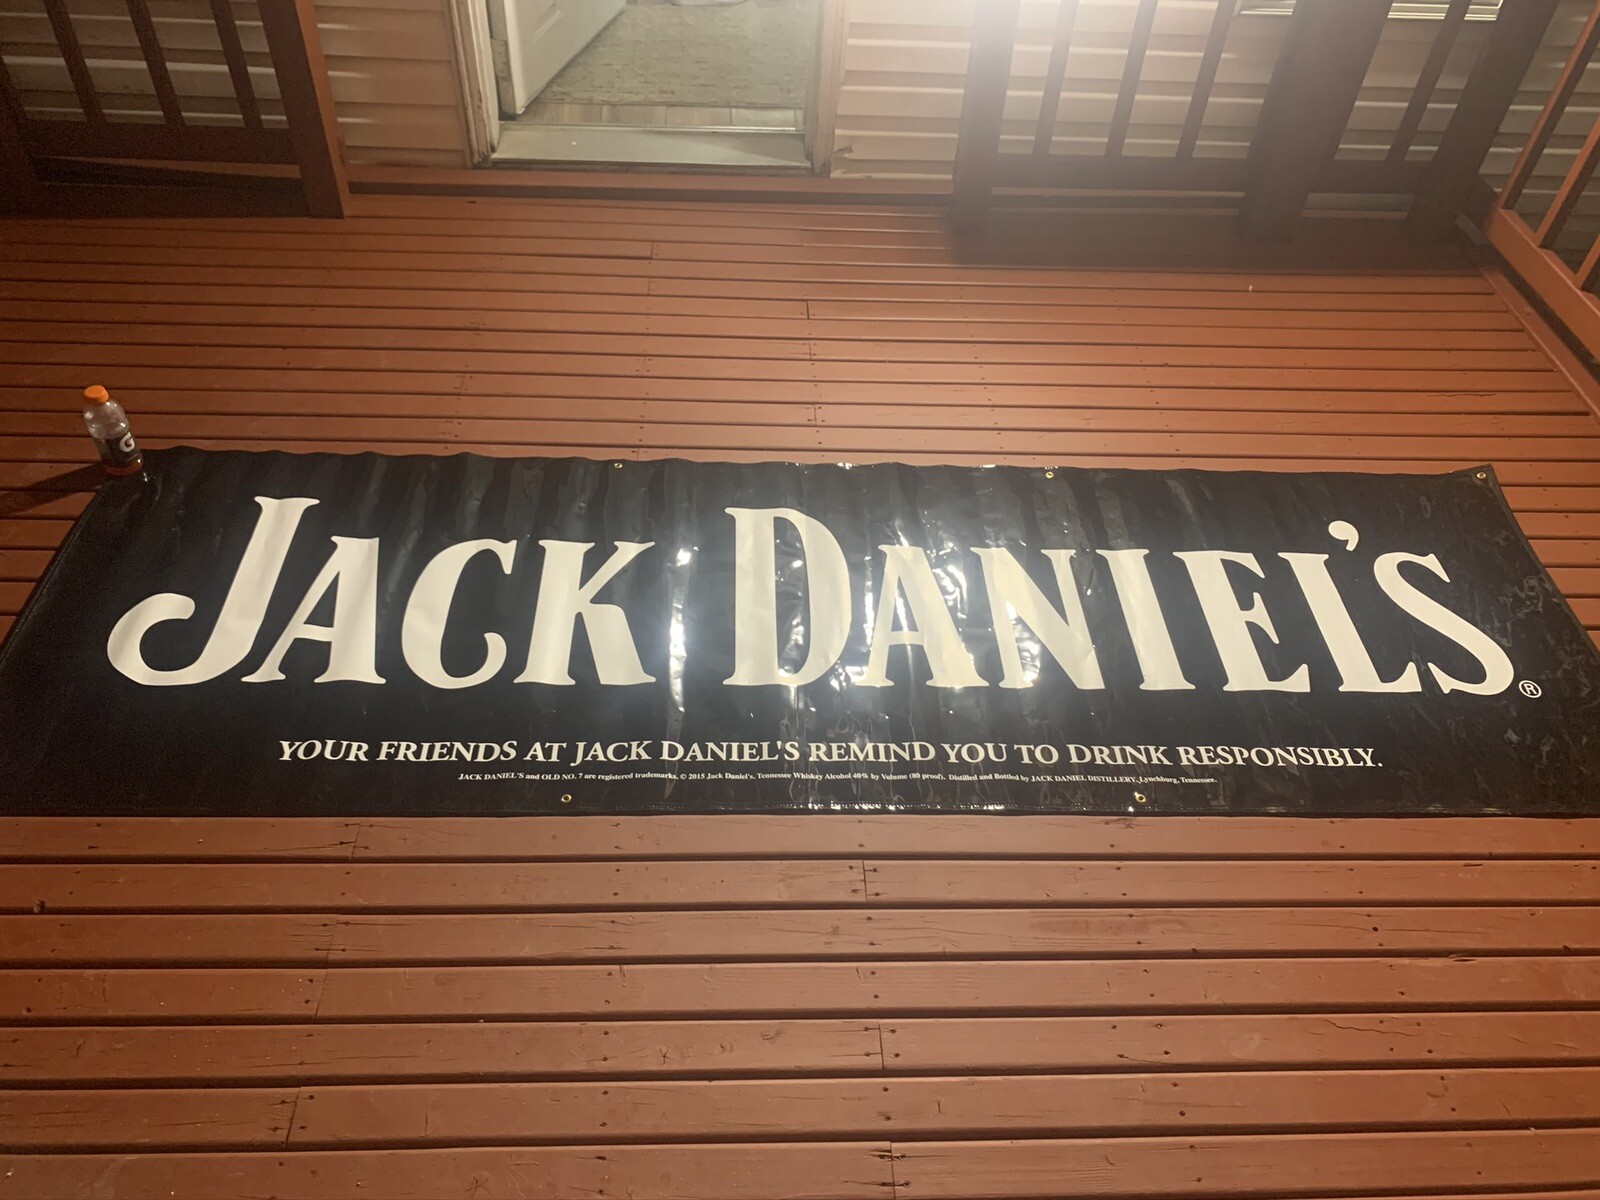 G
JACK DANIEL'S®
YOUR FRIENDS AT JACK DANIEL'S REMIND YOU TO DRINK RESPONSIBLY.
JACK DANIEL'S and OLD NO. 7 are registered trademarks. © 2015 Jack Daniel's. Tennessee Whiskey Alcohol 40% by Volume (80 proof). Distilled and Bottled by JACK DANIEL DISTILLERY, Lynchburg, Tennessee.